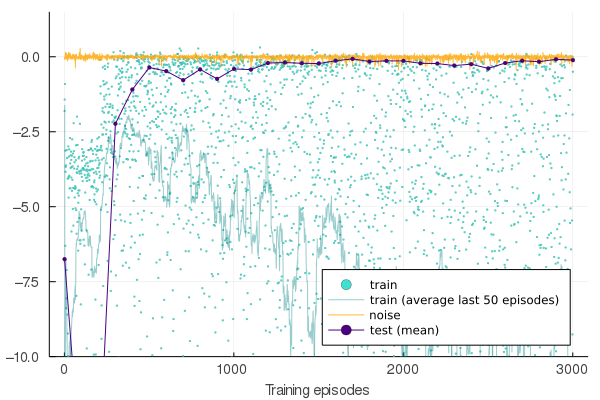 0.0
−2.5
−5.0
−7.5
−10.0
train
train (average last 50 episodes)
noise
test (mean)
0
1000
2000
3000
Training episodes